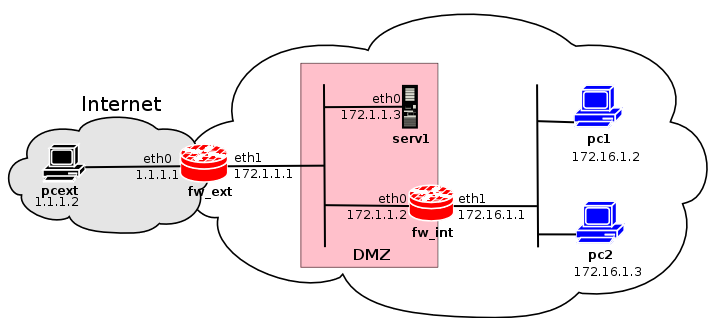 Internet
eth0
1.1.1.1
pcext
1.1.1.2
eth1
172.1.1.1
fw_ext
eth0
172.1.1.3
serv1
eth0
172.1.1.2
eth1
172.16.1.1
fw_int
DMZ
pc1
172.16.1.2
pc2
172.16.1.3